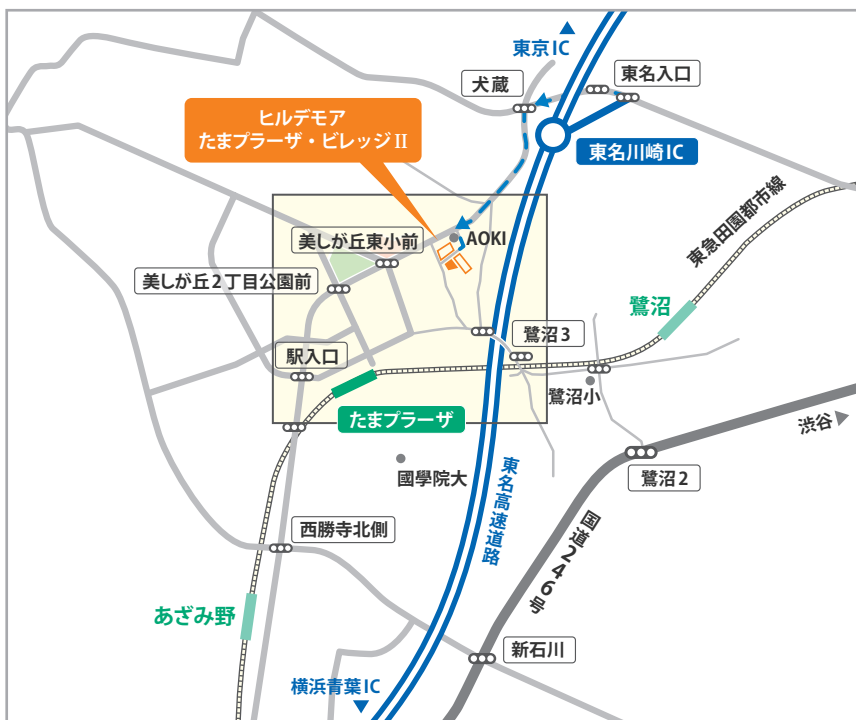 東京IC
犬蔵
東名入口
ヒルデモア
たまプラーザ・ビレッジⅡ
東名川崎IC
東急田園都市線
美しが丘東小前
AOKI
美しが丘2丁目公園前
鷺沼
鷺沼3
駅入口
鷺沼小
たまプラーザ
渋谷
國學院大
鷺沼2
東名高速道路
国道246号
西勝寺北側
あざみ野
新石川
横浜青葉IC